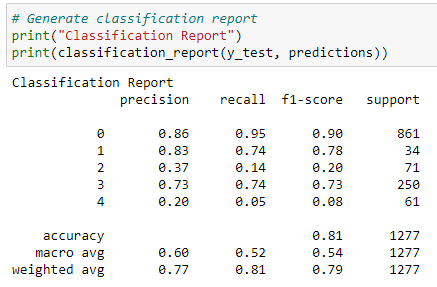 # Generate classification report
print("Classification Report")
print(classification_report(y_test, predictions))
Classification Report
precision recall f1-score support
0 0.86 0.95 0.90 861
1 0.83 0.74 0.78 34
2 0.37 0.14 0.20 71
3 0.73 0.74 0.73 250
4 0.20 0.05 0.08 61
accuracy 0.81 1277
macro avg 0.60 0.52 0.54 1277
weighted avg 0.77 0.81 0.79 1277